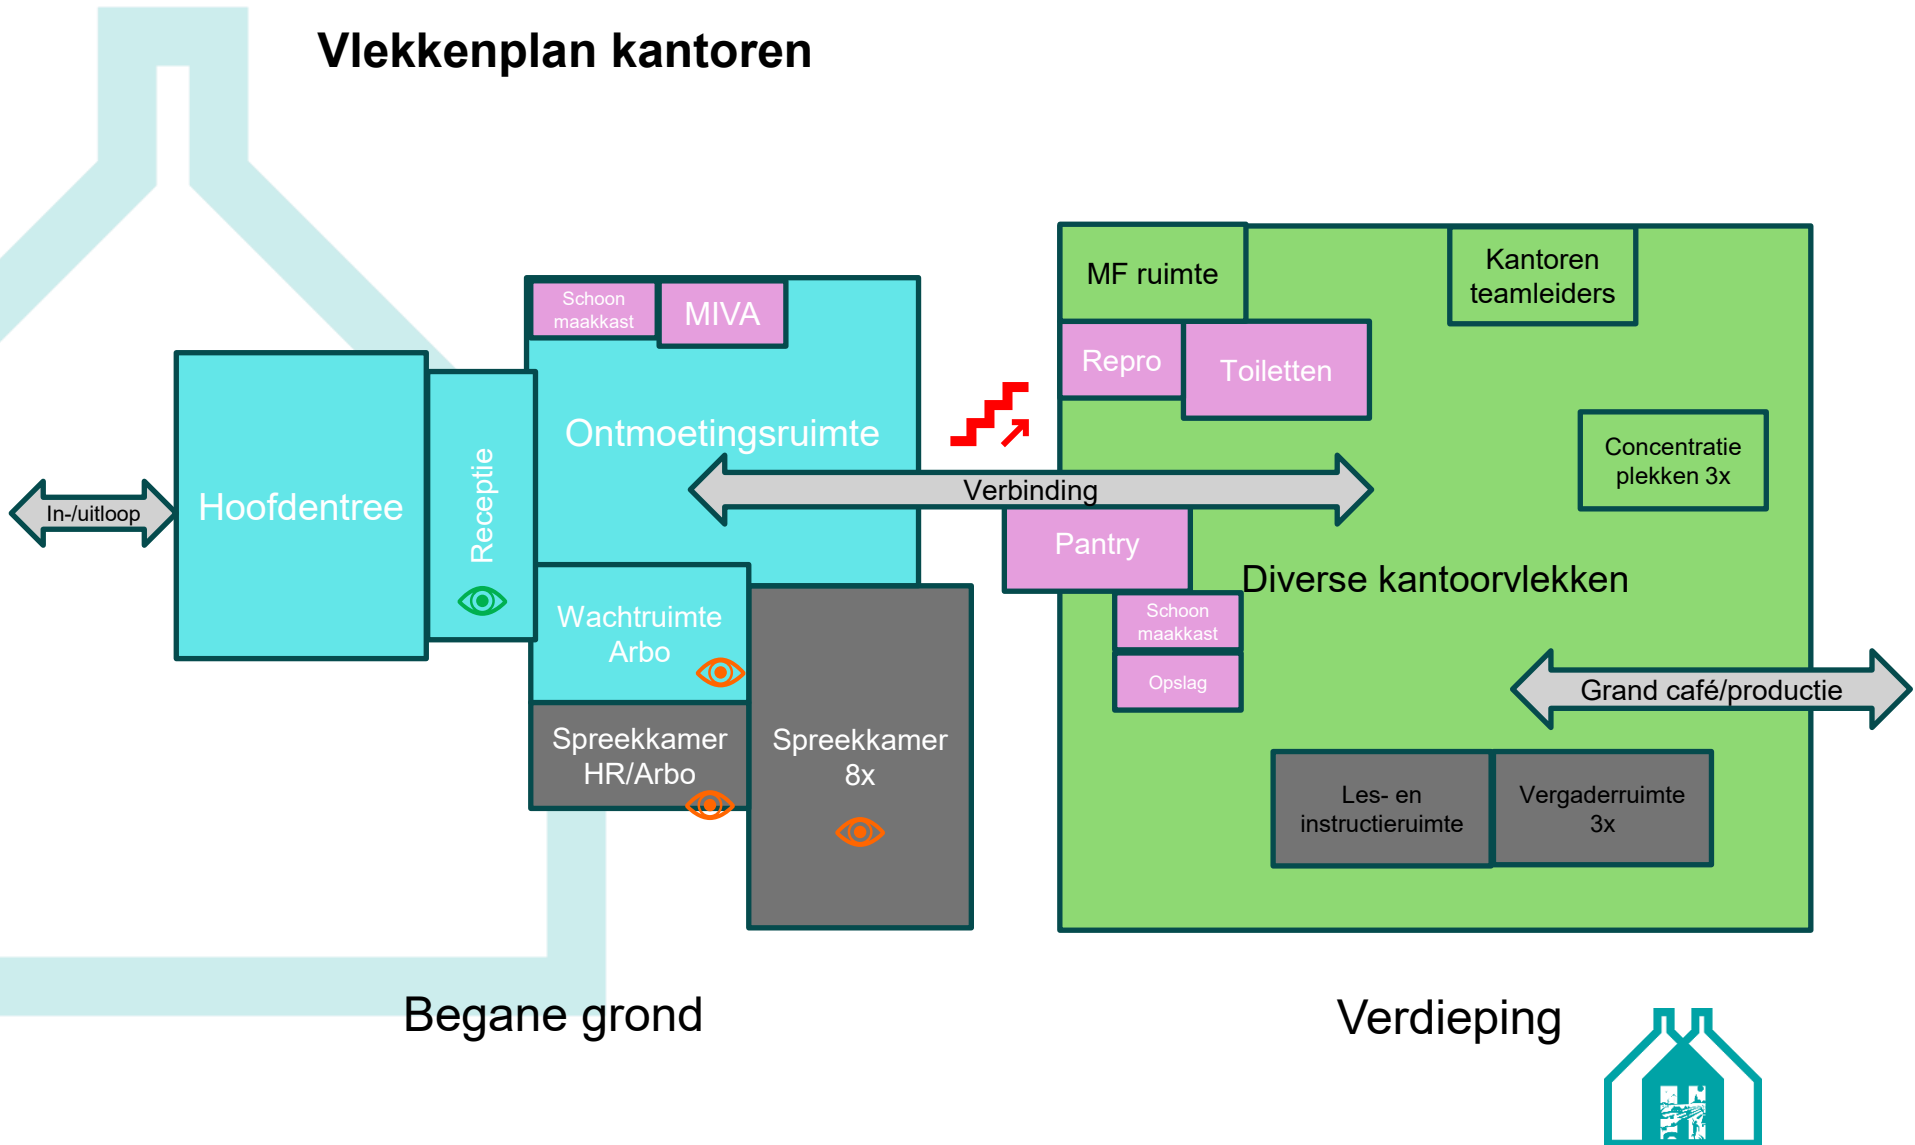 Vlekkenplan kantoren
Schoon
maakkast
MIVA
Ontmoetingsruimte
Hoofdentree
Receptie
In-/uitloop
Wachtruimte
Arbo
Spreekkamer
HR/Arbo
Spreekkamer
8x
Verbinding
MF ruimte
Kantoren
teamleiders
Repro
Toiletten
Concentratie
plekken 3x
Pantry
Diverse kantoorvlekken
Schoon
maakkast
Opslag
Grand café/productie
Les- en
instructieruimte
Vergaderruimte
3x
Begane grond
Verdieping